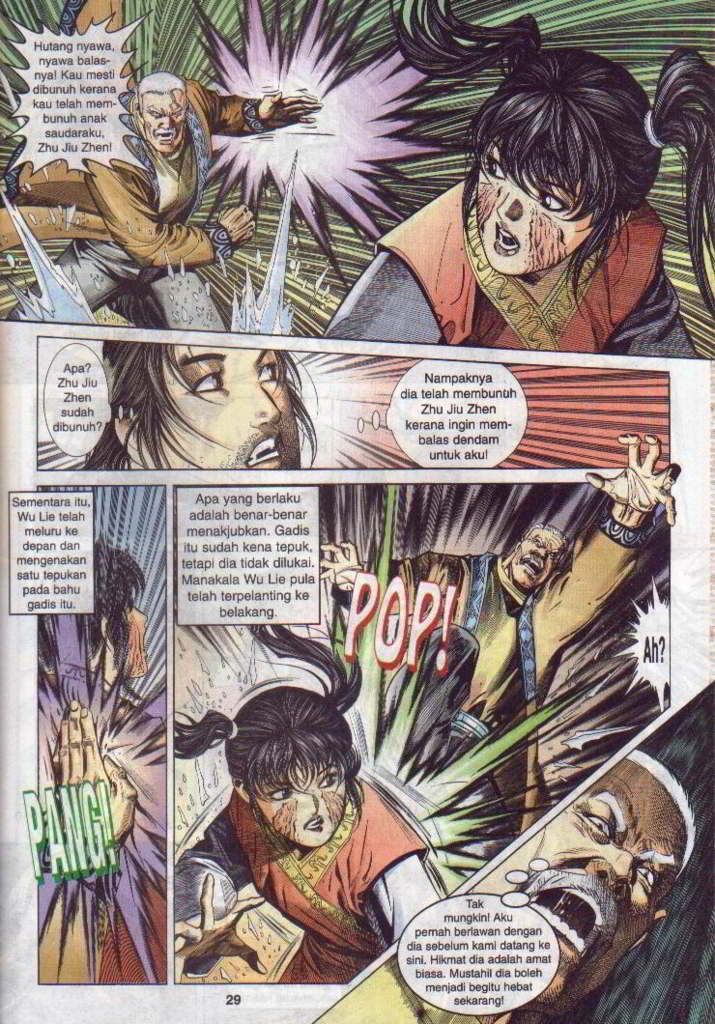 Hutang nyawa,
nyawa balas-
nya! Kau mesti
dibunuh kerana
kau telah mem-
bunuh anak
saudaraku,
Zhu Jiu Zhen!
Apa?
Zhu Jiu
Zhen
sudah
dibunuh?
Nampaknya
dia telah membunuh
Zhu Jiu Zhen
kerana ingin mem-
balas dendam
untuk aku!
Sementara itu,
Wu Lie telah
meluru ke
depan dan
mengenakan
satu tepukan
pada bahu
gadis itu.
PANG!
Apa yang berlaku
adalah benar-benar
menakjubkan. Gadis
itu sudah kena tepuk,
tetapi dia tidak dilukai.
Manakala Wu Lie pula
telah terpelanting ke
belakang.
POP!
Ah?
Tak
mungkin! Aku
pernah berlawan dengan
dia sebelum kami datang ke
sini. Hikmat dia adalah amat
biasa. Mustahil dia boleh
menjadi begitu hebat
sekarang!
29